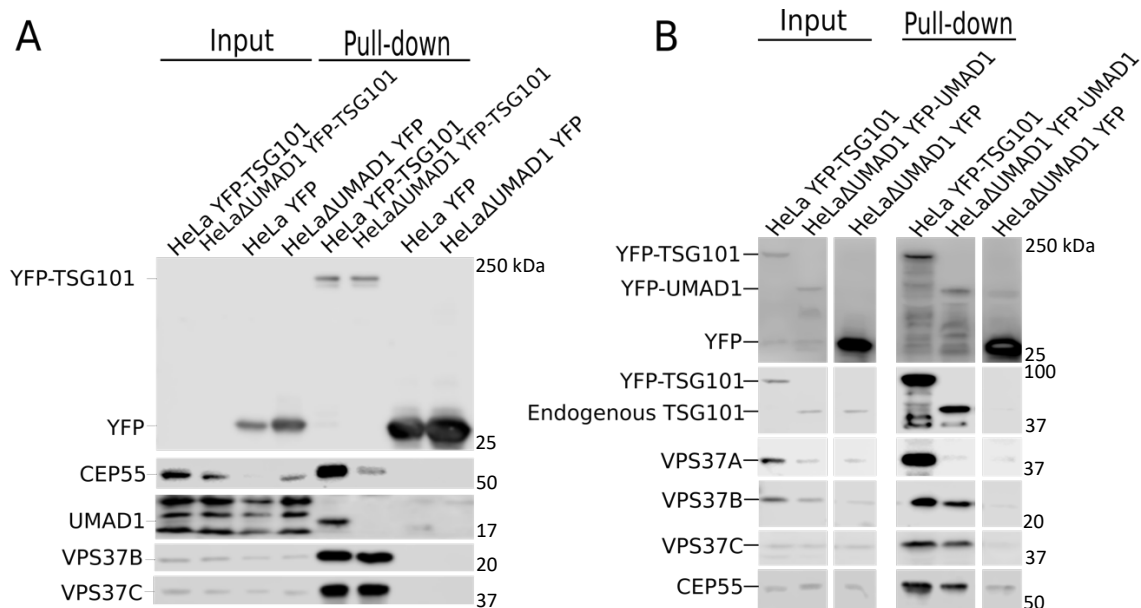 A
Input
Pull-down
HeLa YFP-TSG101
HeLaΔUMAD1 YFP-TSG101
HeLa YFP
HeLaΔUMAD1 YFP
HeLa YFP-TSG101
HeLaΔUMAD1 YFP-TSG101
HeLa YFP
HeLaΔUMAD1 YFP
YFP-TSG101
250 kDa
YFP
25
CEP55
50
UMAD1
17
VPS37B
20
VPS37C
37
B
Input
Pull-down
HeLa YFP-TSG101
HeLaΔUMAD1 YFP-UMAD1
HeLaΔUMAD1 YFP
HeLa YFP-TSG101
HeLaΔUMAD1 YFP-UMAD1
HeLaΔUMAD1 YFP
YFP-TSG101
250 kDa
YFP-UMAD1
YFP
25
100
YFP-TSG101
Endogenous TSG101
37
VPS37A
37
VPS37B
20
VPS37C
37
CEP55
50